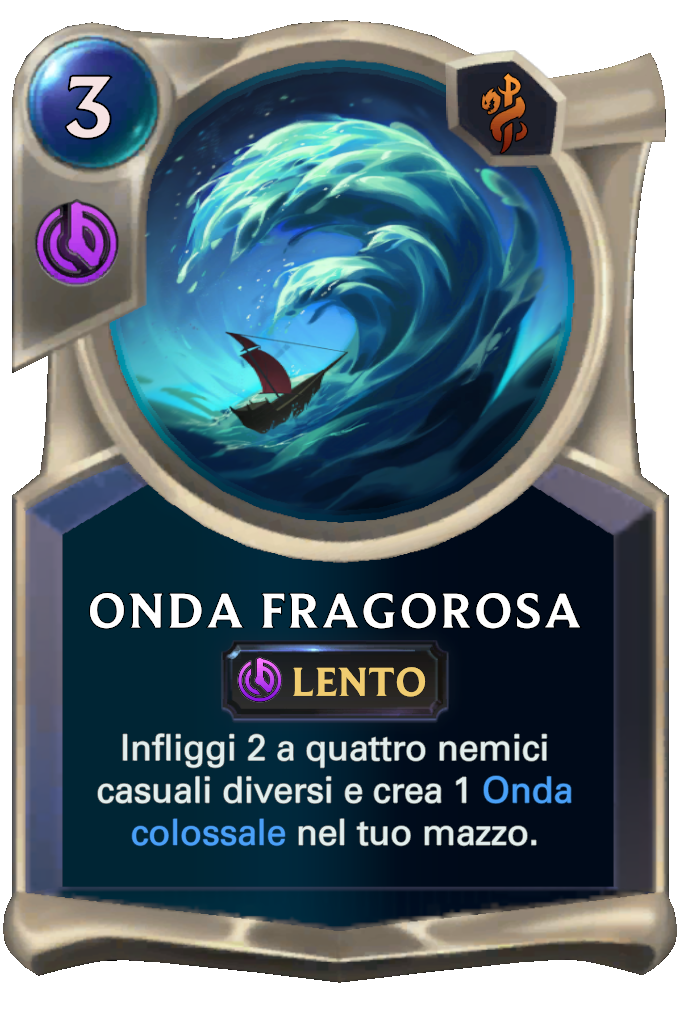 3
ONDA FRAGOROSA
LENTO
Infliggi 2 a quattro nemici
casuali diversi e crea 1 Onda
colossale nel tuo mazzo.